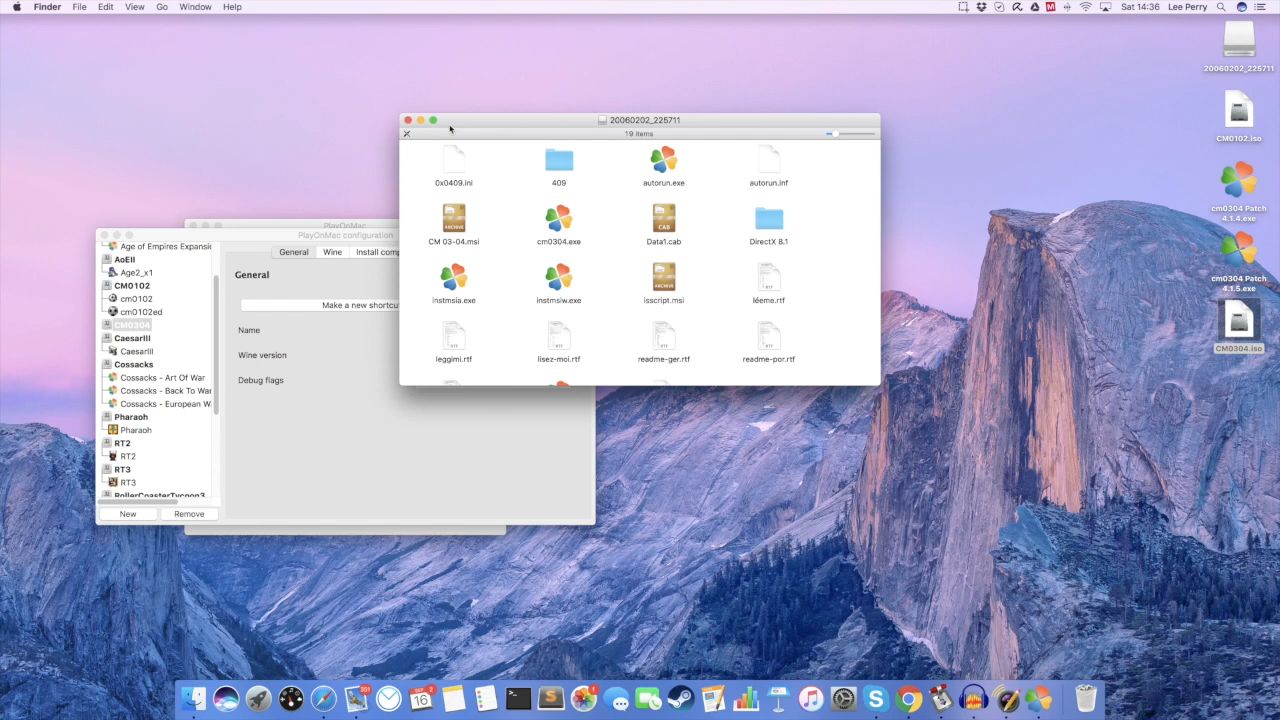 Finder File Edit View Go Window Help
Sat 14:36 Lee Perry
20060202_225711
CM0102.iso
cm0304 Patch
4.1.4.exe
cm0304 Patch
4.1.5.exe
CM0304.iso
20060202_225711
19 items
0x0409.ini
409
autorun.exe
autorun.inf
CM 03-04.msi
cm0304.exe
Data1.cab
DirectX 8.1
instmsia.exe
instmsiw.exe
isscript.msi
léeme.rtf
leggimi.rtf
lisez-moi.rtf
readme-ger.rtf
readme-por.rtf
PlayOnMac
PlayOnMac configuration
Age of Empires Expansi
AoEII
Age2_x1
CM0102
cm0102
cm0102ed
CM0304
CaesarIII
CaesarIII
Cossacks
Cossacks - Art Of War
Cossacks - Back To War
Cossacks - European W
Pharaoh
Pharaoh
RT2
RT2
RT3
RT3
RollerCoasterTycoon3
New
Remove
General
Wine
Install comp
General
Make a new shortcu
Name
Wine version
Debug flags
351
SEP 2
16
1